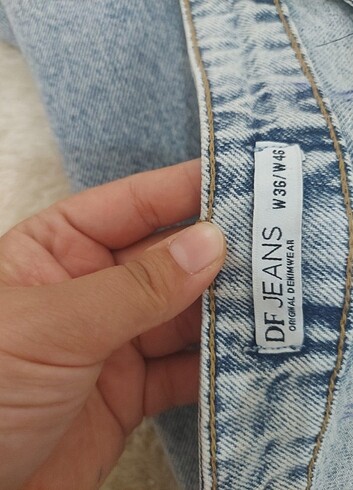 DF JEANS W 36/W 46
ORIGINAL DENIMWEAR